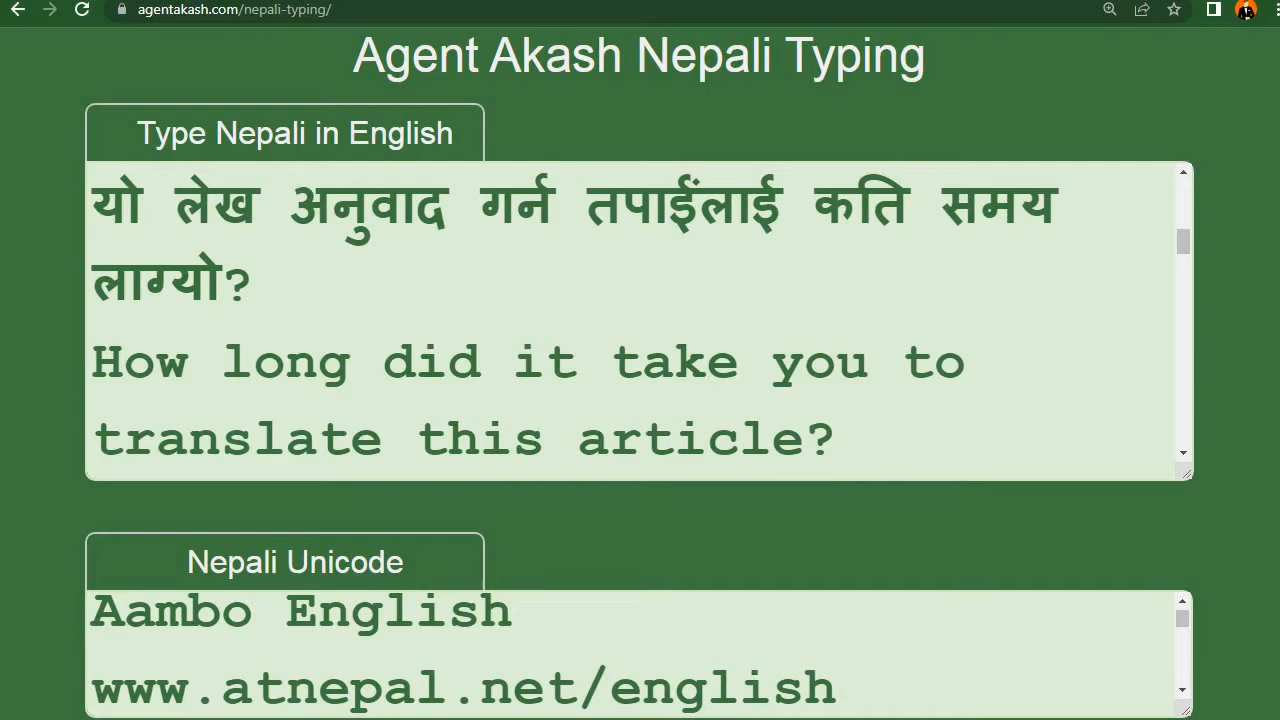 agentakash.com/nepali-typing/
Agent Akash Nepali Typing
Type Nepali in English
यो लेख अनुवाद गर्न तपाईंलाई कति समय
लाग्यो?
How long did it take you to
translate this article?
Nepali Unicode
Aambo English
www.atnepal.net/english